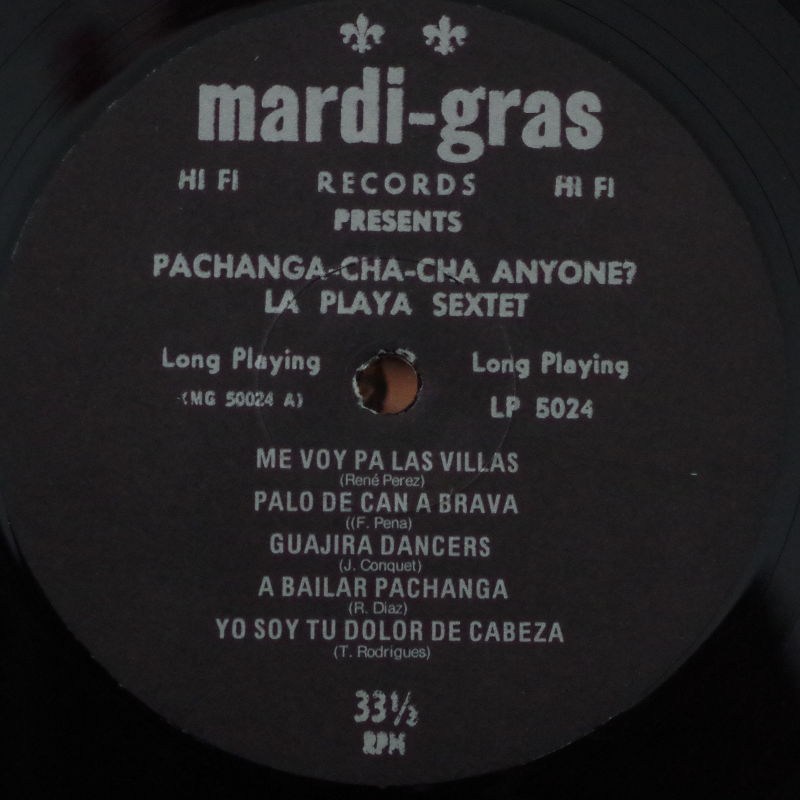 mardi-gras
HI FI RECORDS HI FI
PRESENTS
PACHANGA-CHA-CHA ANYONE?
LA PLAYA SEXTET
Long Playing Long Playing
(MG 50024 A) LP 5024
ME VOY PA LAS VILLAS
(René Perez)
PALO DE CAN A BRAVA
((F. Pena)
GUAJIRA DANCERS
(J. Conquet)
A BAILAR PACHANGA
(R. Diaz)
YO SOY TU DOLOR DE CABEZA
(T. Rodrigues)
33⅓
RPM